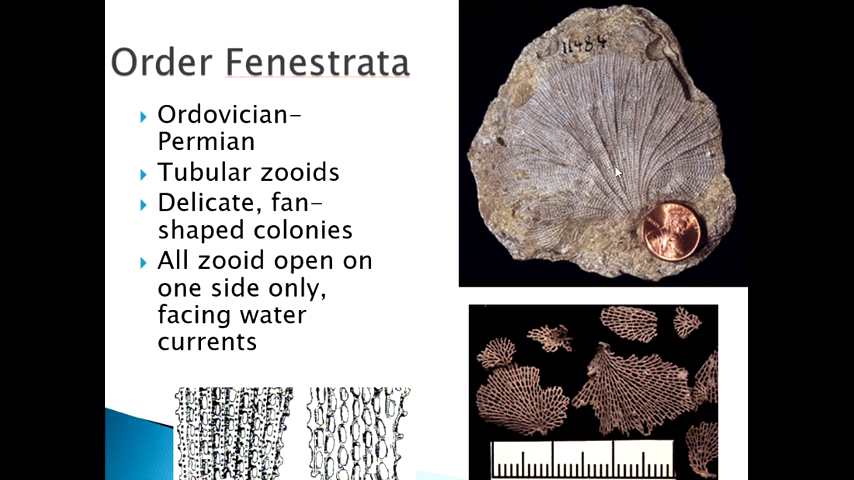 Order Fenestrata
Ordovician–
Permian
Tubular zooids
Delicate, fan–
shaped colonies
All zooid open on
one side only,
facing water
currents
11484